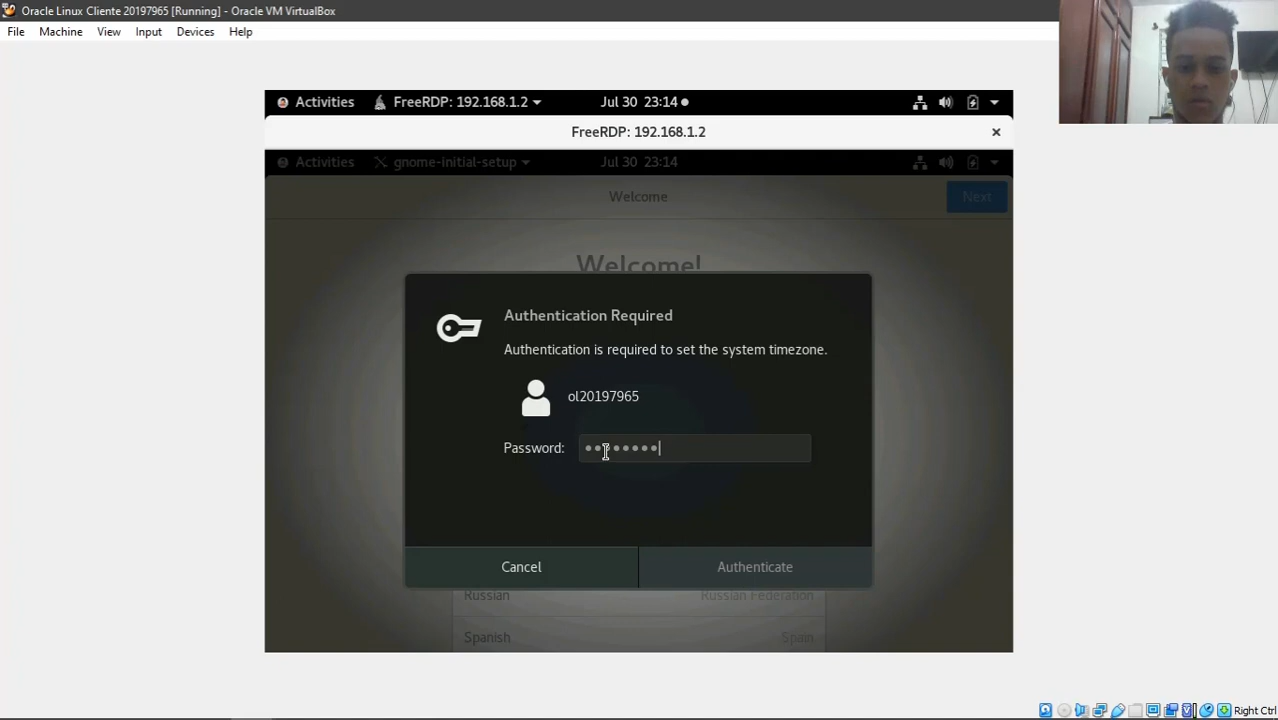 Oracle Linux Cliente 20197965 [Running] - Oracle VM VirtualBox
File Machine View Input Devices Help
Activities FreeRDP: 192.168.1.2 Jul 30 23:14
FreeRDP: 192.168.1.2
Activities gnome-initial-setup Jul 30 23:14
Welcome Next
Welcome!
Authentication Required
Authentication is required to set the system timezone.
ol20197965
Password:
Cancel Authenticate
Russian Russian Federation
Spanish Spain
Right Ctrl